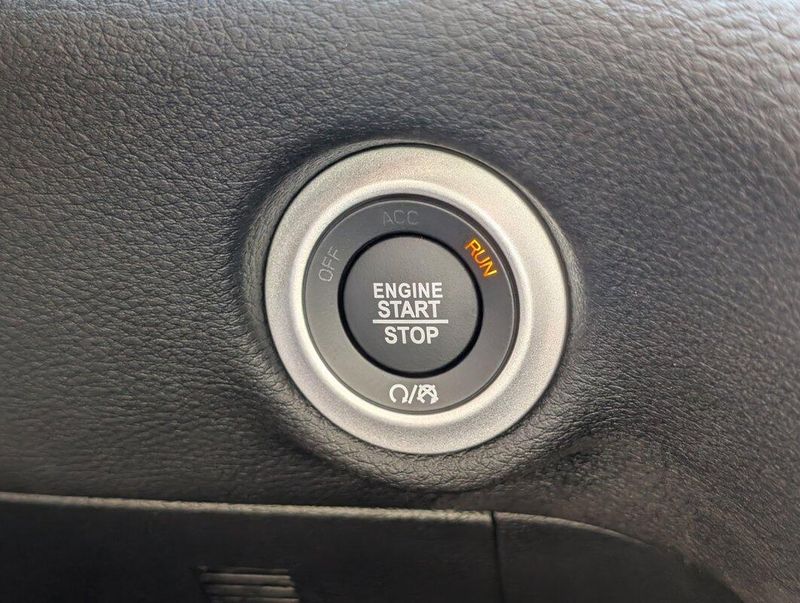 OFF
ACC
RUN
ENGINE
START
STOP